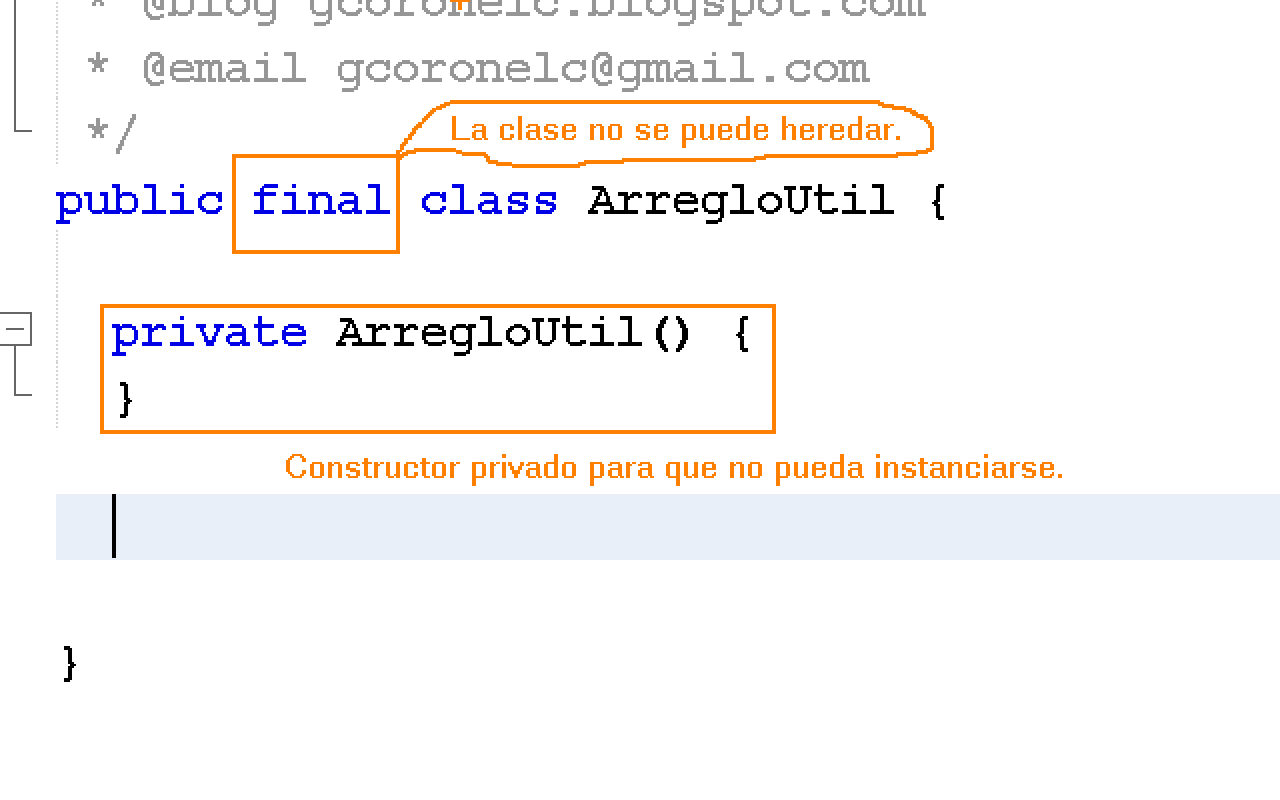 * @blog gcoronelc.blogspot.com
* @email gcoronelc@gmail.com
*/
La clase no se puede heredar.
public final class ArregloUtil {
private ArregloUtil() {
}
Constructor privado para que no pueda instanciarse.
}